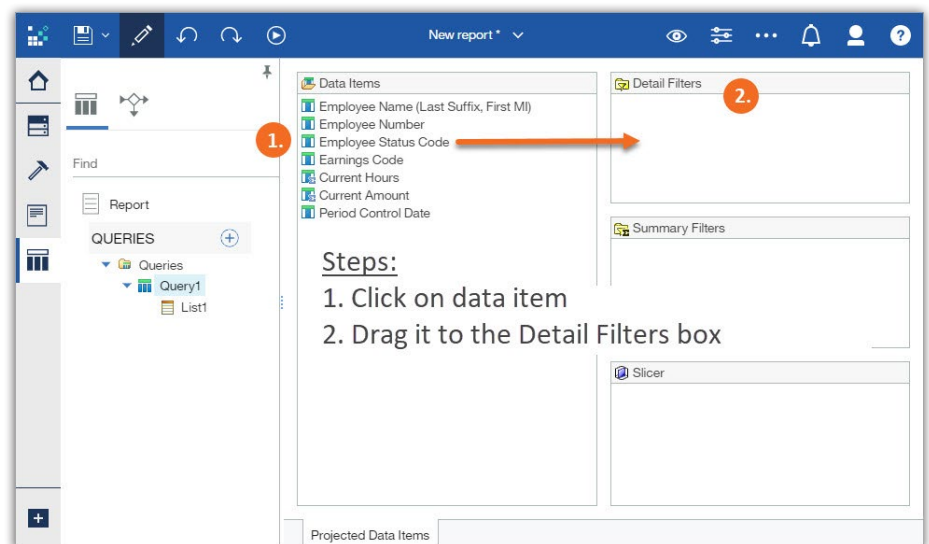 New report *
?
Data Items
Detail Filters
2.
Employee Name (Last Suffix, First MI)
Employee Number
1.
Employee Status Code
Earnings Code
Find
Current Hours
Current Amount
Report
Period Control Date
Summary Filters
QUERIES
Queries
Steps:
Query1
1. Click on data item
List1
2. Drag it to the Detail Filters box
Slicer
Projected Data Items